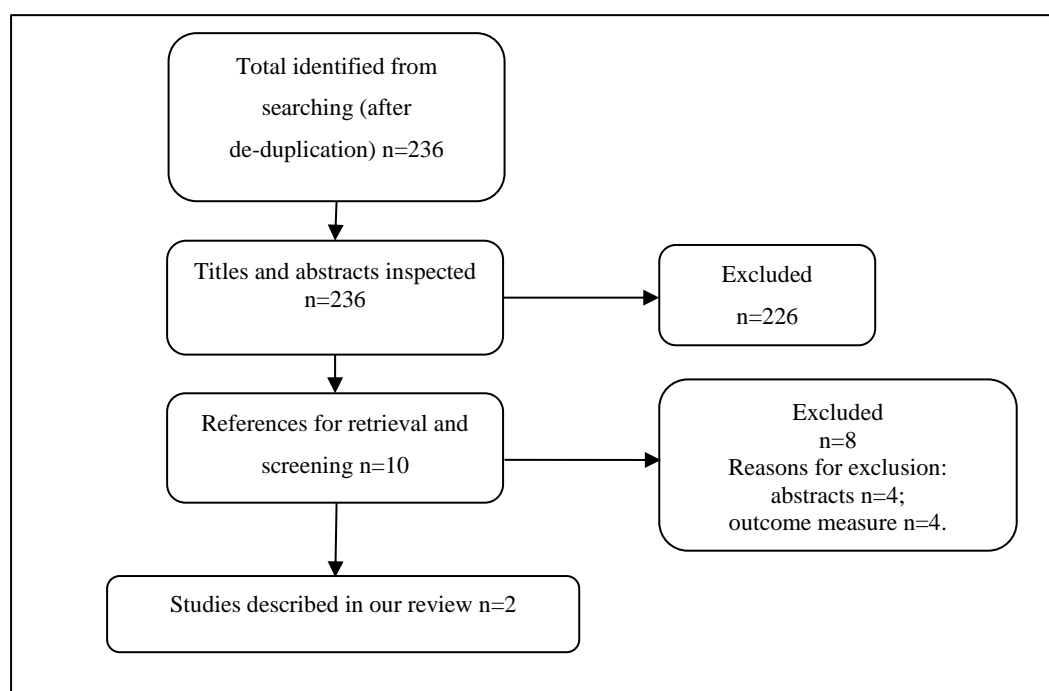 Total identified from
searching (after
de-duplication) n=236
Titles and abstracts inspected
n=236
Excluded
n=226
References for retrieval and
screening n=10
Excluded
n=8
Reasons for exclusion:
abstracts n=4;
outcome measure n=4.
Studies described in our review n=2